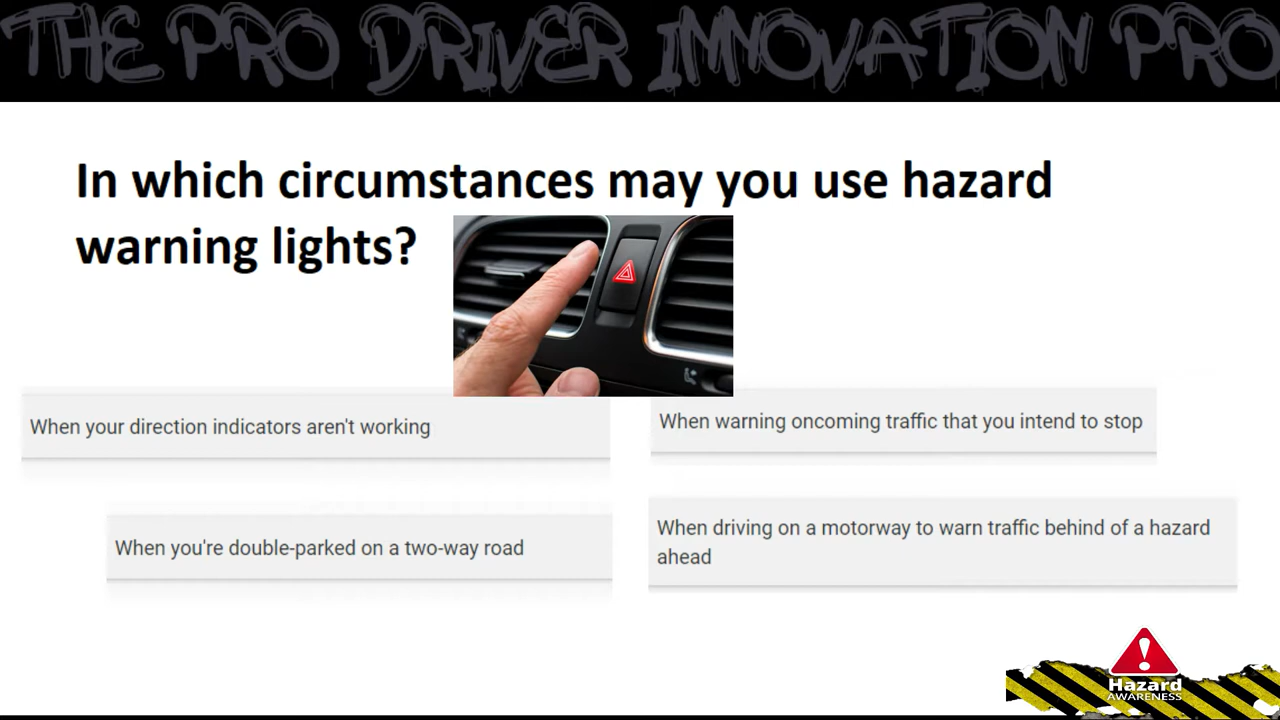 THE PRO DRIVER INNOVATION PRO
In which circumstances may you use hazard
warning lights?
When your direction indicators aren't working
When warning oncoming traffic that you intend to stop
When you're double-parked on a two-way road
When driving on a motorway to warn traffic behind of a hazard
ahead
Hazard
AWARENESS